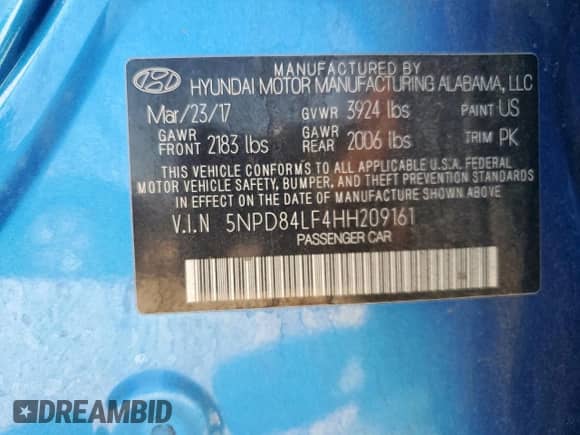 MANUFACTURED BY
HYUNDAI MOTOR MANUFACTURING ALABAMA, LLC
Mar/23/17 GVWR 3924 lbs PAINT US
GAWR FRONT 2183 lbs GAWR REAR 2006 lbs TRIM PK
THIS VEHICLE CONFORMS TO ALL APPLICABLE U.S.A. FEDERAL
MOTOR VEHICLE SAFETY, BUMPER, AND THEFT PREVENTION STANDARDS
IN EFFECT ON THE DATE OF MANUFACTURE SHOWN ABOVE.
V.I.N 5NPD84LF4HH209161
PASSENGER CAR
DREAMBID